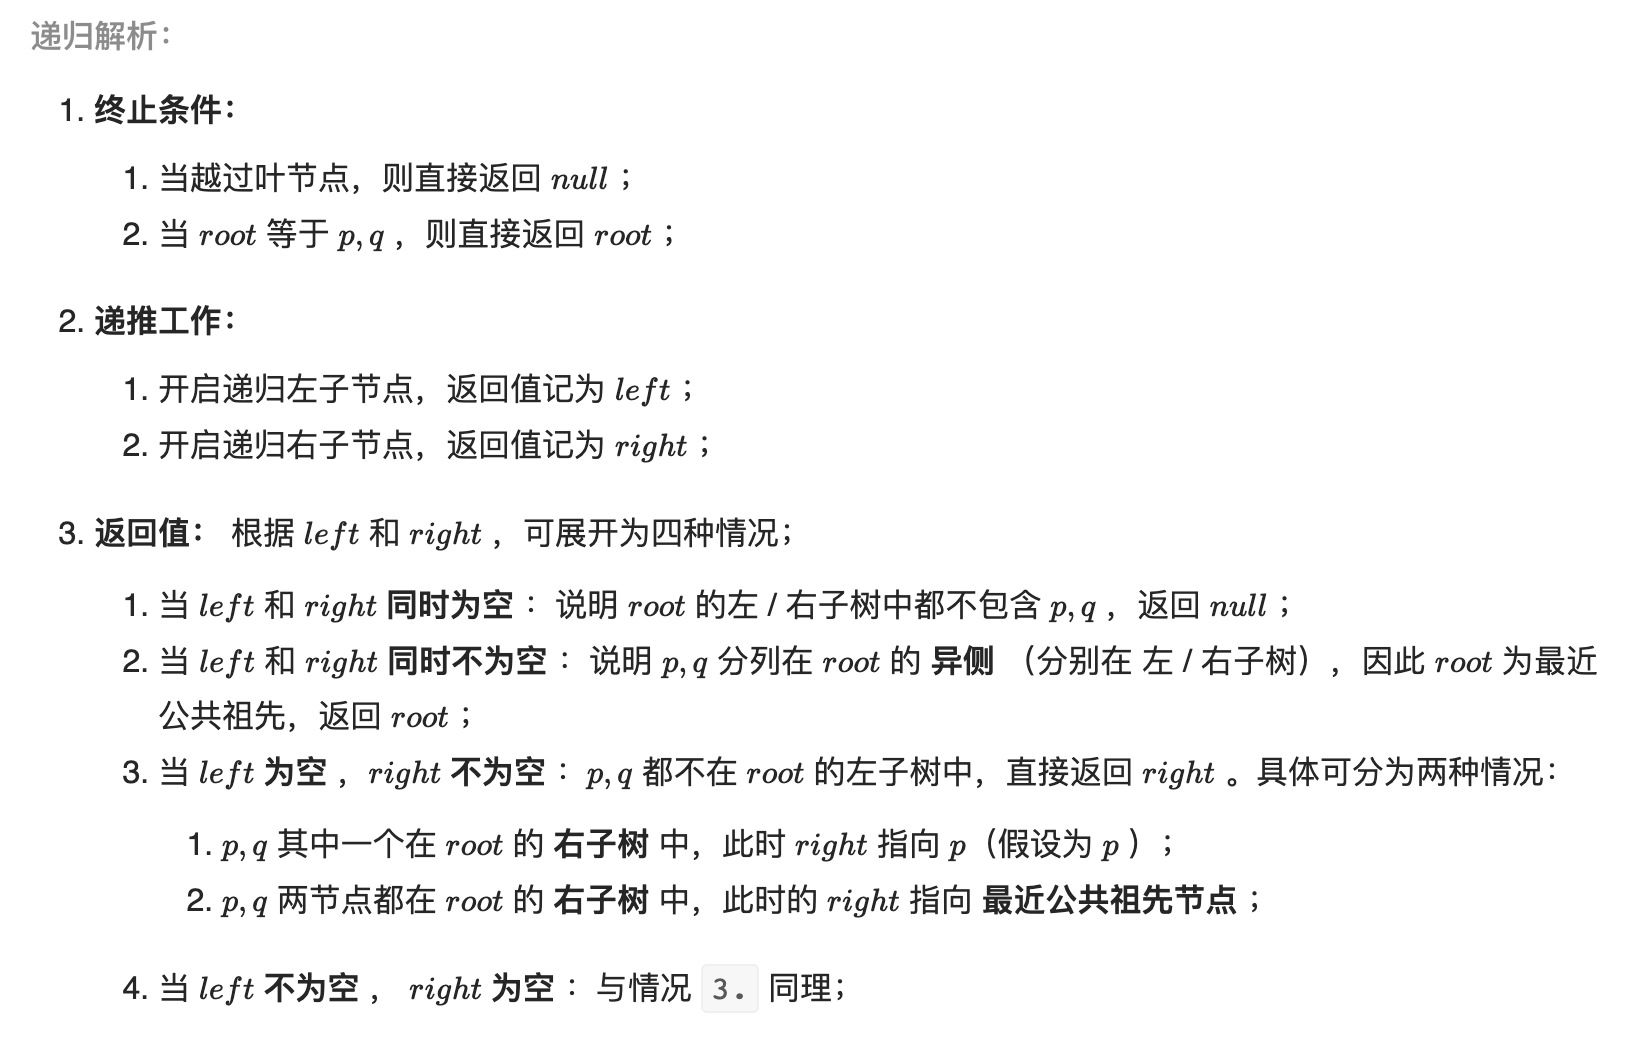 递归解析：
1. 终止条件：
1. 当越过叶节点，则直接返回 null ；
2. 当 root 等于 p, q ，则直接返回 root ；
2. 递推工作：
1. 开启递归左子节点，返回值记为 left ；
2. 开启递归右子节点，返回值记为 right ；
3. 返回值： 根据 left 和 right ，可展开为四种情况；
1. 当 left 和 right 同时为空 ：说明 root 的左 / 右子树中都不包含 p, q ，返回 null ；
2. 当 left 和 right 同时不为空 ：说明 p, q 分列在 root 的 异侧 （分别在 左 / 右子树），因此 root 为最近
公共祖先，返回 root ；
3. 当 left 为空 ，right 不为空 ：p, q 都不在 root 的左子树中，直接返回 right 。具体可分为两种情况：
1. p, q 其中一个在 root 的 右子树 中，此时 right 指向 p（假设为 p ）；
2. p, q 两节点都在 root 的 右子树 中，此时的 right 指向 最近公共祖先节点 ；
4. 当 left 不为空 ， right 为空 ：与情况 3. 同理；